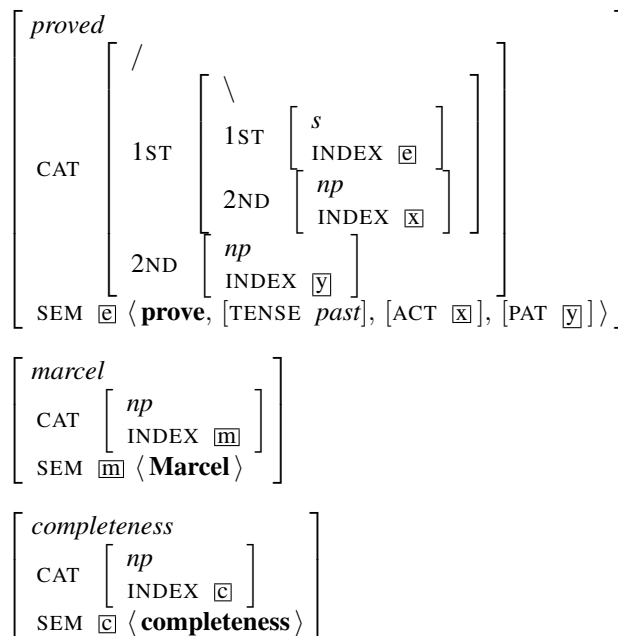 proved
/
\
1ST [ s
CAT 1ST 1ST INDEX e
2ND [ np
INDEX x ]
2ND [ np
INDEX y ]
SEM e ⟨ prove, [TENSE past], [ACT x ], [PAT y ] ⟩
marcel
CAT [ np
INDEX m ]
SEM m ⟨ Marcel ⟩
completeness
CAT [ np
INDEX c ]
SEM c ⟨ completeness ⟩